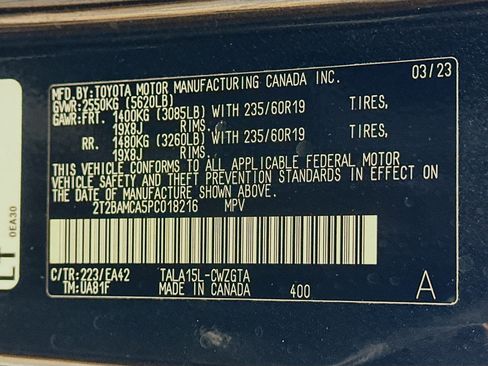 MFD.BY:TOYOTA MOTOR MANUFACTURING CANADA INC. 03/23
GVWR:2550KG (5620LB)
GAWR:FRT. 1400KG (3085LB) WITH 235/60R19 TIRES,
19X8J RIMS.
RR. 1480KG (3260LB) WITH 235/60R19 TIRES,
19X8J RIMS.
THIS VEHICLE CONFORMS TO ALL APPLICABLE FEDERAL MOTOR
VEHICLE SAFETY AND THEFT PREVENTION STANDARDS IN EFFECT ON
THE DATE OF MANUFACTURE SHOWN ABOVE.
2T2BAMCA5PC018216 MPV
C/TR:223/EA42 TALA15L-CWZGTA
TM:UA81F MADE IN CANADA 400 A
0EA30